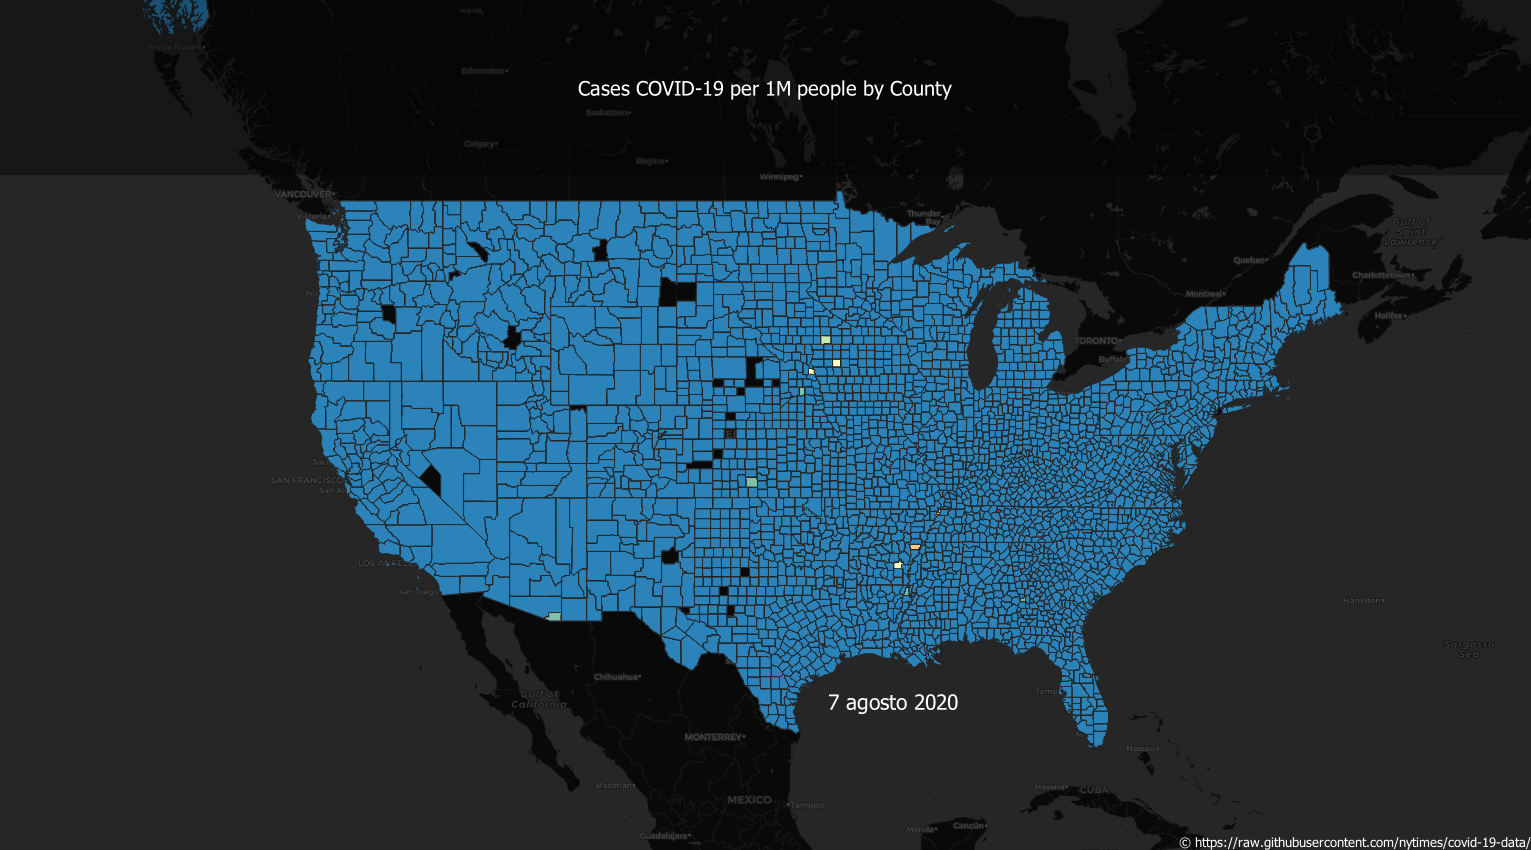 Prince Rupert
Edmonton
Cases COVID-19 per 1M people by County
Saskatoon
Calgary
Regina
Winnipeg
VANCOUVER
Victoria
Thunder
Bay
Gulf of
Saint
Lawrence
Quebec
Charlottetown
Montreal
Halifax
TORONTO
Buffalo
SAN FRANCISCO
LOS ANGELES
San Diego
Hamilton
Sargasso
Sea
Chihuahua
Gulf of
California
7 agosto 2020
MONTERREY
Nassau
Mazatlán
MEXICO
Tampico
Havana
CUBA
Guadalajara
Mérida
Cancún
© https://raw.githubusercontent.com/nytimes/covid-19-data/